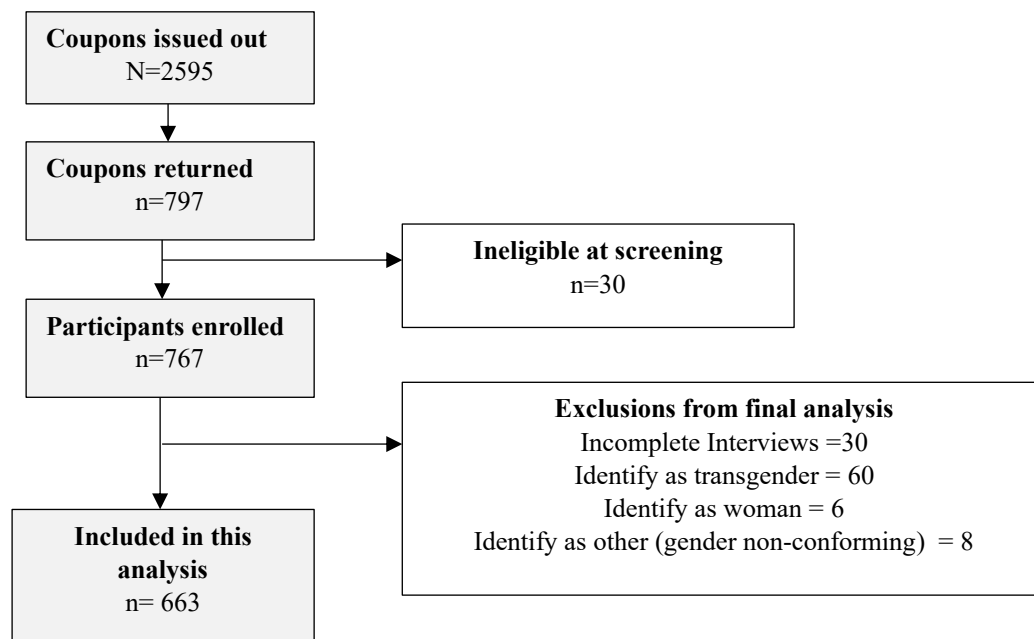 Coupons issued out
N=2595
Coupons returned
n=797
Ineligible at screening
n=30
Participants enrolled
n=767
Exclusions from final analysis
Incomplete Interviews =30
Identify as transgender = 60
Identify as woman = 6
Identify as other (gender non-conforming) = 8
Included in this
analysis
n= 663